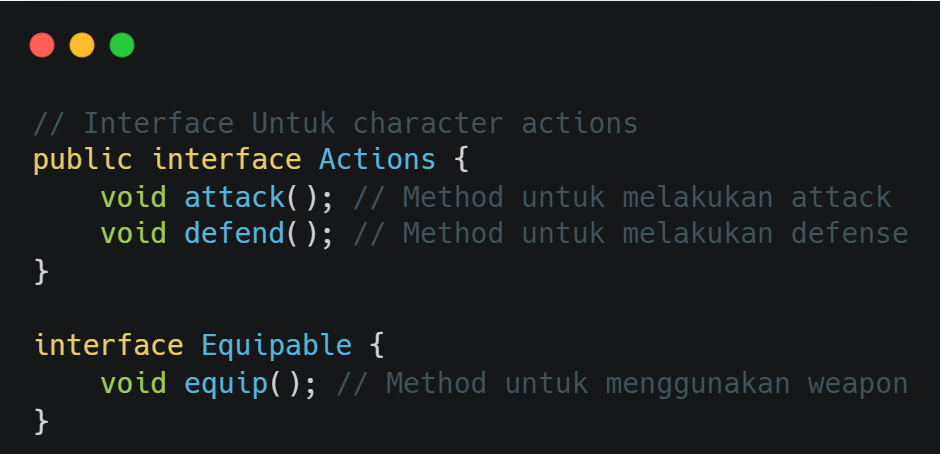 // Interface Untuk character actions
public interface Actions {
    void attack(); // Method untuk melakukan attack
    void defend(); // Method untuk melakukan defense
}

interface Equipable {
    void equip(); // Method untuk menggunakan weapon
}